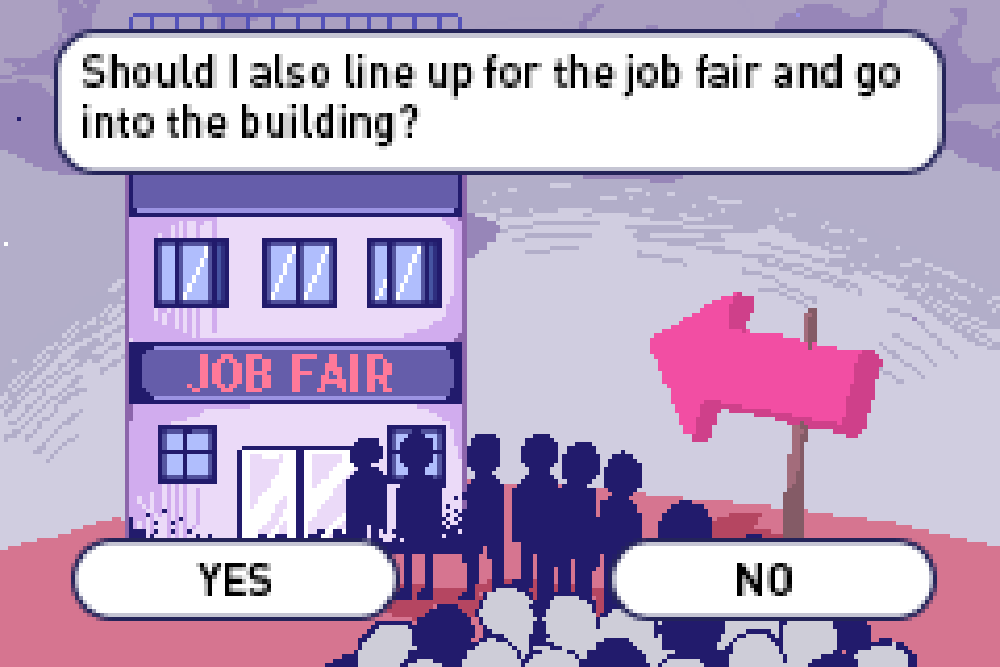 Should I also line up for the job fair and go
into the building?
JOB FAIR
YES
NO